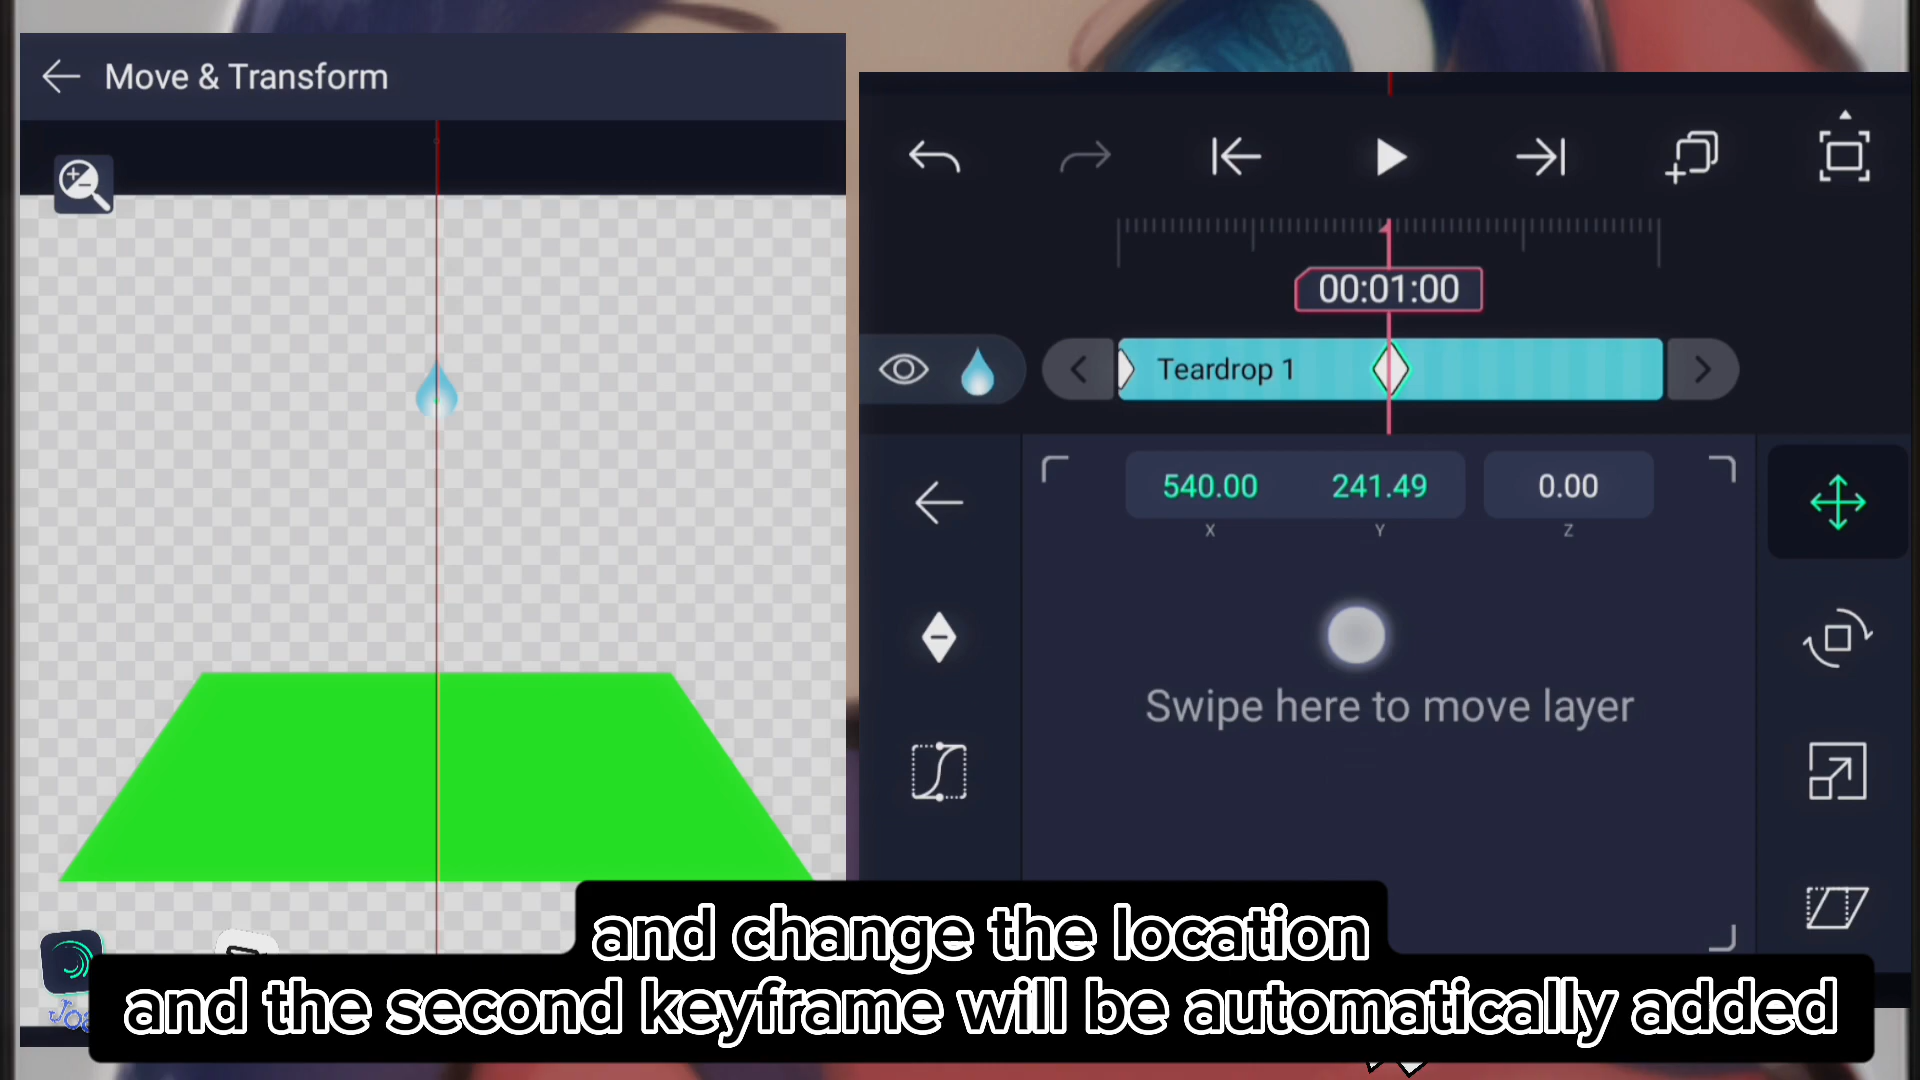 Move & Transform
00:01:00
Teardrop 1
540.00 241.49 0.00
X Y Z
Swipe here to move layer
and change the location
and the second keyframe will be automatically added